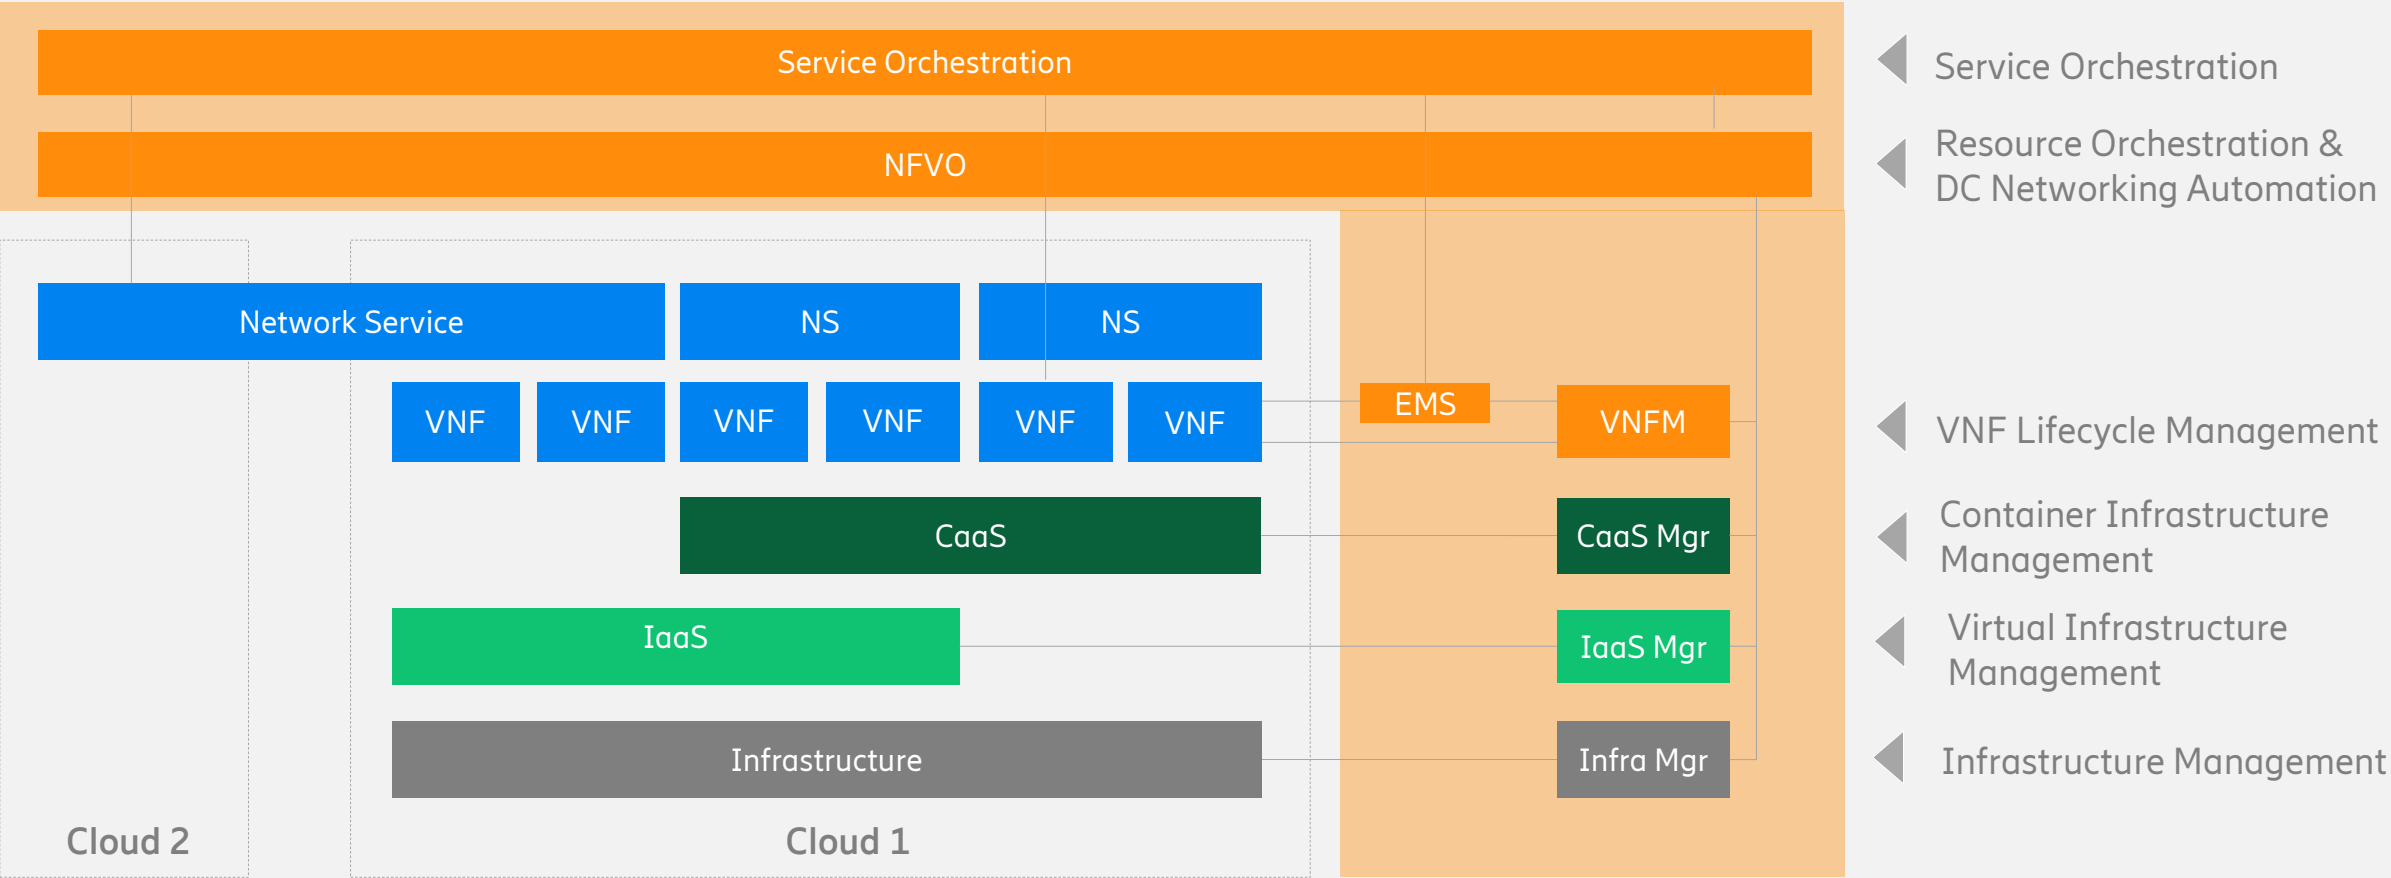 Service Orchestration
Service Orchestration
NFVO
Resource Orchestration &
DC Networking Automation
Network Service
NS
NS
VNF
VNF
VNF
VNF
VNF
VNF
EMS
VNFM
VNF Lifecycle Management
CaaS
CaaS Mgr
Container Infrastructure
Management
IaaS
IaaS Mgr
Virtual Infrastructure
Management
Infrastructure
Infra Mgr
Infrastructure Management
Cloud 2
Cloud 1